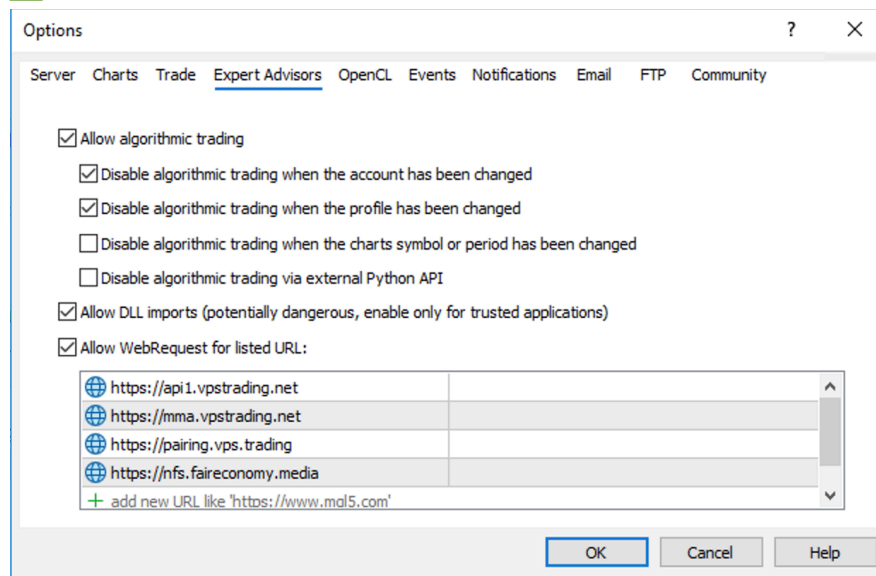 Options ?
Server Charts Trade Expert Advisors OpenCL Events Notifications Email FTP Community
Allow algorithmic trading
Disable algorithmic trading when the account has been changed
Disable algorithmic trading when the profile has been changed
Disable algorithmic trading when the charts symbol or period has been changed
Disable algorithmic trading via external Python API
Allow DLL imports (potentially dangerous, enable only for trusted applications)
Allow WebRequest for listed URL:
https://api1.vpstrading.net
https://mma.vpstrading.net
https://pairing.vps.trading
https://nfs.faireconomy.media
add new URL like 'https://www.mql5.com'
OK Cancel Help